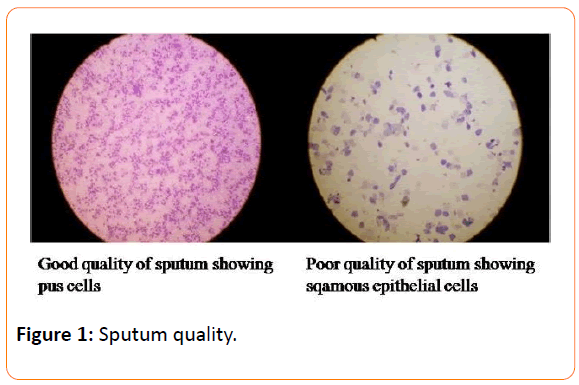 Good quality of sputum showing
pus cells
Poor quality of sputum showing
sqamous epithelial cells
Figure 1: Sputum quality.